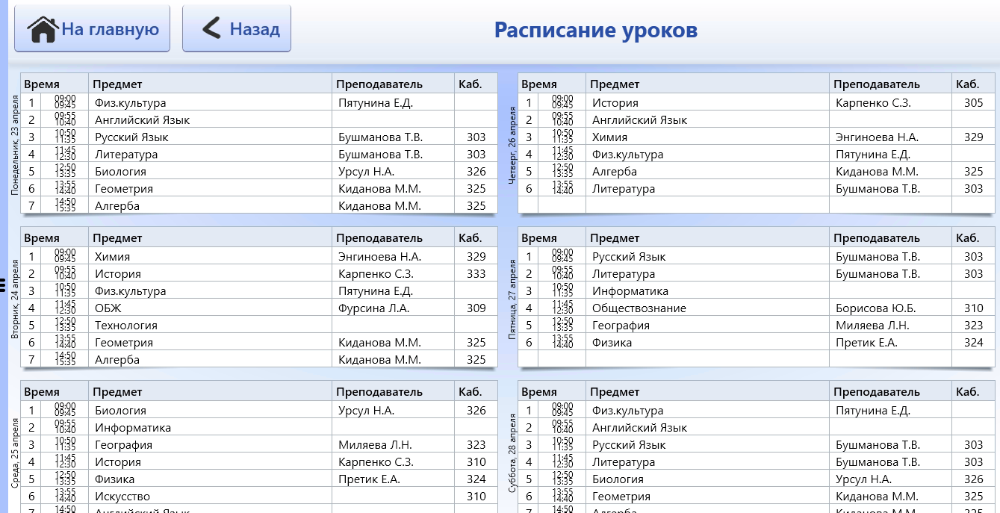 На главную Назад Расписание уроков
Понедельник, 23 апреля
Время Предмет Преподаватель Каб.
1 09:00 09:45 Физ.культура Пятунина Е.Д.
2 09:55 10:40 Английский Язык
3 10:50 11:35 Русский Язык Бушманова Т.В. 303
4 11:45 12:30 Литература Бушманова Т.В. 303
5 12:50 13:35 Биология Урсул Н.А. 326
6 13:55 14:40 Геометрия Киданова М.М. 325
7 14:50 15:35 Алгерба Киданова М.М. 325
Вторник, 24 апреля
Время Предмет Преподаватель Каб.
1 09:00 09:45 Химия Энгиноева Н.А. 329
2 09:55 10:40 История Карпенко С.З. 333
3 10:50 11:35 Физ.культура Пятунина Е.Д.
4 11:45 12:30 ОБЖ Фурсина Л.А. 309
5 12:50 13:35 Технология
6 13:55 14:40 Геометрия Киданова М.М. 325
7 14:50 15:35 Алгерба Киданова М.М. 325
Среда, 25 апреля
Время Предмет Преподаватель Каб.
1 09:00 09:45 Биология Урсул Н.А. 326
2 09:55 10:40 Информатика
3 10:50 11:35 География Миляева Л.Н. 323
4 11:45 12:30 История Карпенко С.З. 310
5 12:50 13:35 Физика Претик Е.А. 324
6 13:55 14:40 Искусство 310
7 14:50 Английский Язык
Четверг, 26 апреля
Время Предмет Преподаватель Каб.
1 09:00 09:45 История Карпенко С.З. 305
2 09:55 10:40 Английский Язык
3 10:50 11:35 Химия Энгиноева Н.А. 329
4 11:45 12:30 Физ.культура Пятунина Е.Д.
5 12:50 13:35 Алгерба Киданова М.М. 325
6 13:55 14:40 Литература Бушманова Т.В. 303
Пятница, 27 апреля
Время Предмет Преподаватель Каб.
1 09:00 09:45 Русский Язык Бушманова Т.В. 303
2 09:55 10:40 Литература Бушманова Т.В. 303
3 10:50 11:35 Информатика
4 11:45 12:30 Обществознание Борисова Ю.Б. 310
5 12:50 13:35 География Миляева Л.Н. 323
6 13:55 14:40 Физика Претик Е.А. 324
Суббота, 28 апреля
Время Предмет Преподаватель Каб.
1 09:00 09:45 Физ.культура Пятунина Е.Д.
2 09:55 10:40 Английский Язык
3 10:50 11:35 Русский Язык Бушманова Т.В. 303
4 11:45 12:30 Литература Бушманова Т.В. 303
5 12:50 13:35 Биология Урсул Н.А. 326
6 13:55 14:40 Геометрия Киданова М.М. 325
7 14:50 Алгерба Киданова М.М. 325